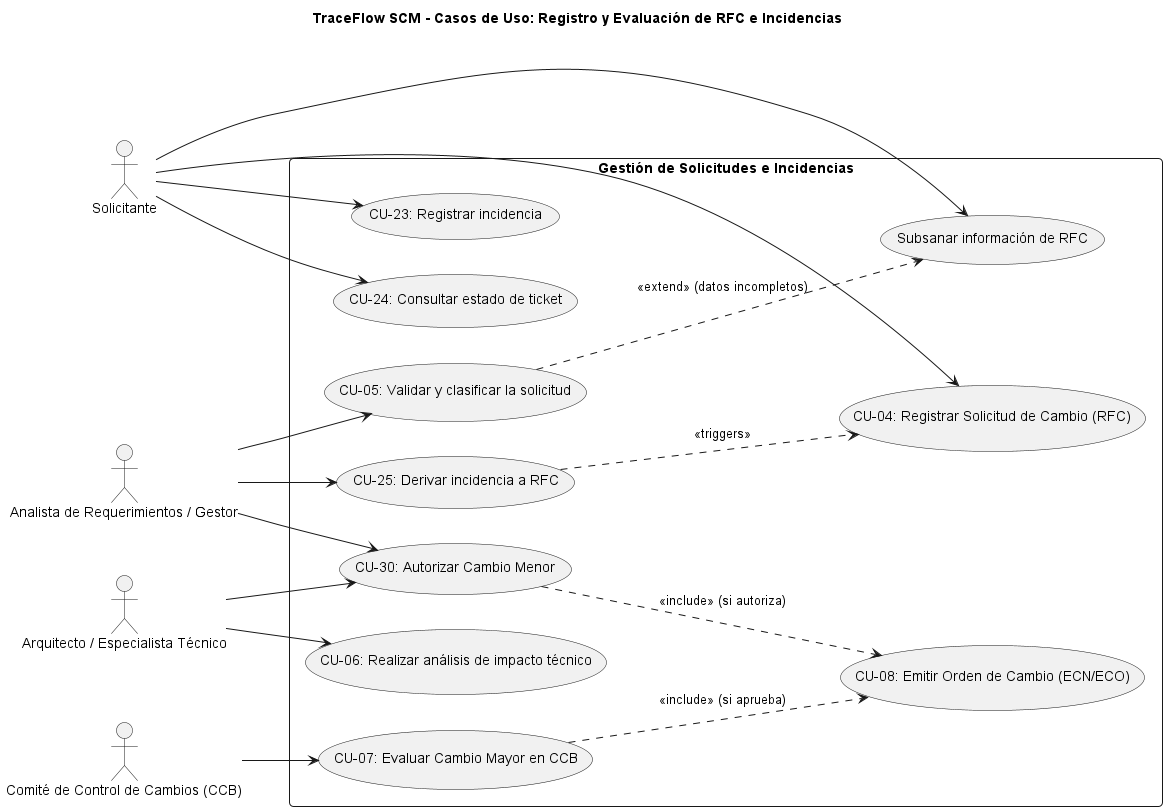 TraceFlow SCM - Casos de Uso: Registro y Evaluación de RFC e Incidencias
Gestión de Solicitudes e Incidencias
Solicitante
CU-23: Registrar incidencia
Subsanar información de RFC
«extend» (datos incompletos)
CU-24: Consultar estado de ticket
CU-05: Validar y clasificar la solicitud
CU-04: Registrar Solicitud de Cambio (RFC)
«triggers»
CU-25: Derivar incidencia a RFC
Analista de Requerimientos / Gestor
CU-30: Autorizar Cambio Menor
«include» (si autoriza)
Arquitecto / Especialista Técnico
CU-06: Realizar análisis de impacto técnico
CU-08: Emitir Orden de Cambio (ECN/ECO)
«include» (si aprueba)
CU-07: Evaluar Cambio Mayor en CCB
Comité de Control de Cambios (CCB)